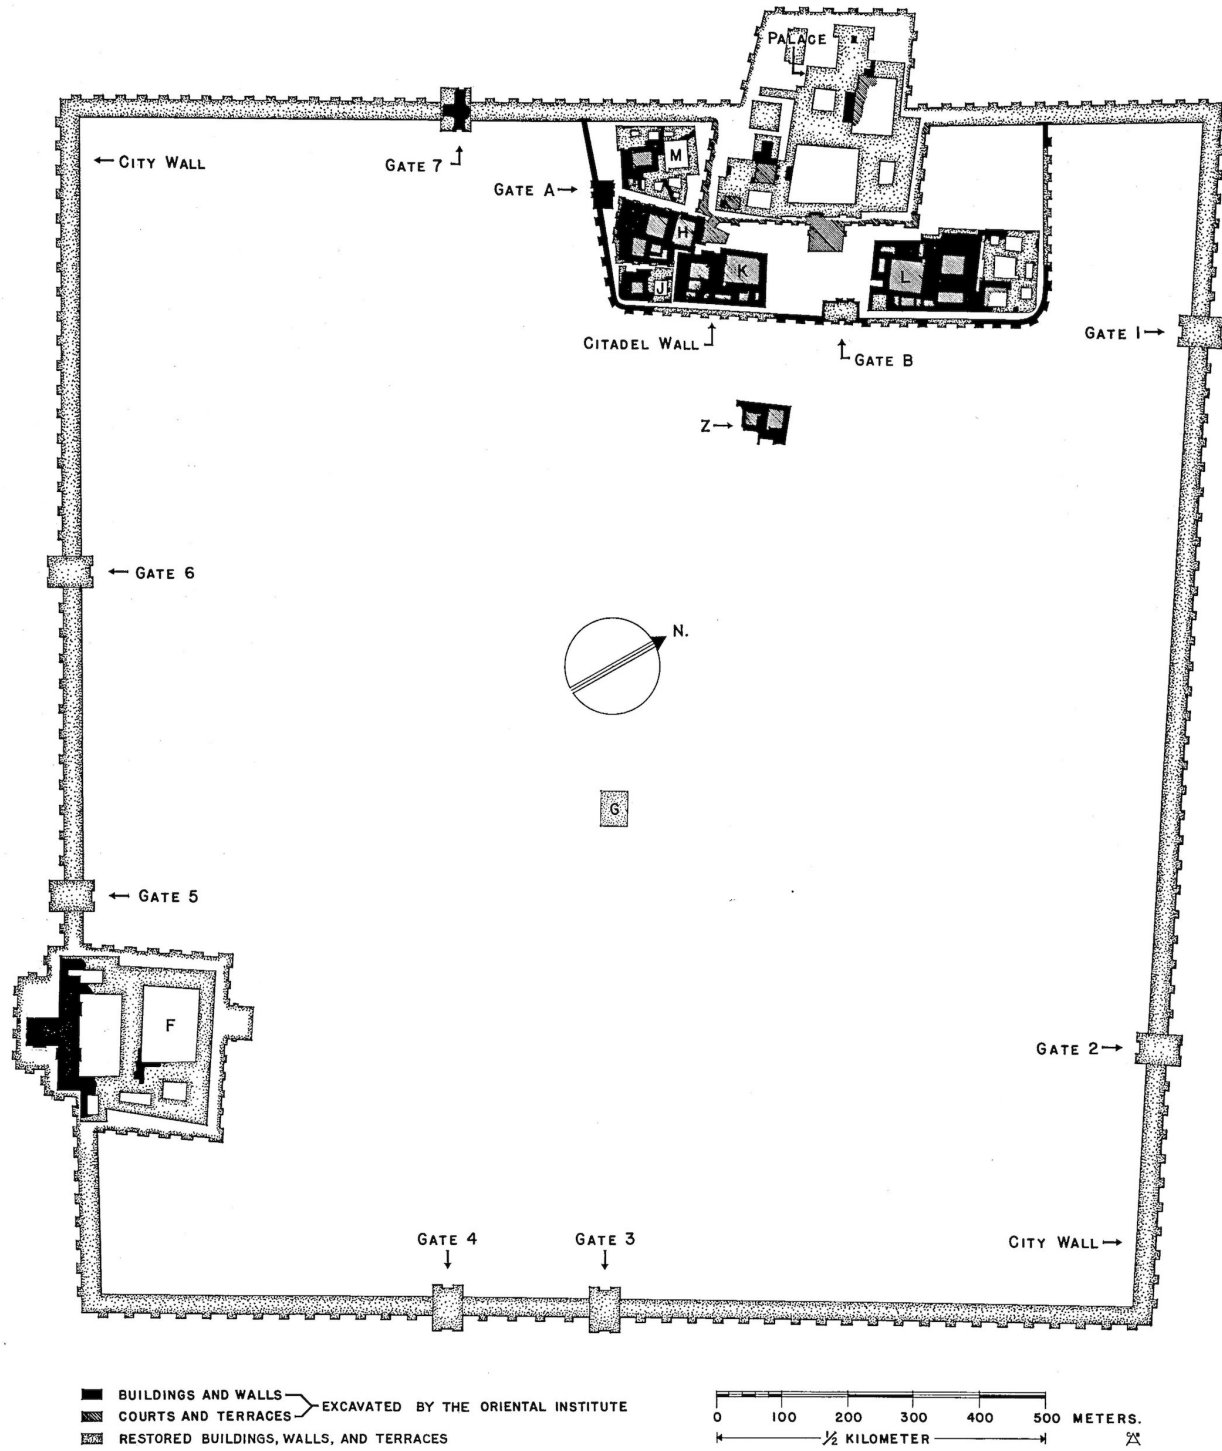 PALACE
CITY WALL
GATE 7
GATE A
M
H
K
J
L
CITADEL WALL
GATE B
GATE 1
Z
GATE 6
N.
G
GATE 5
F
GATE 2
GATE 4
GATE 3
CITY WALL
BUILDINGS AND WALLS
COURTS AND TERRACES
EXCAVATED BY THE ORIENTAL INSTITUTE
RESTORED BUILDINGS, WALLS, AND TERRACES
0 100 200 300 400 500 METERS.
1/2 KILOMETER